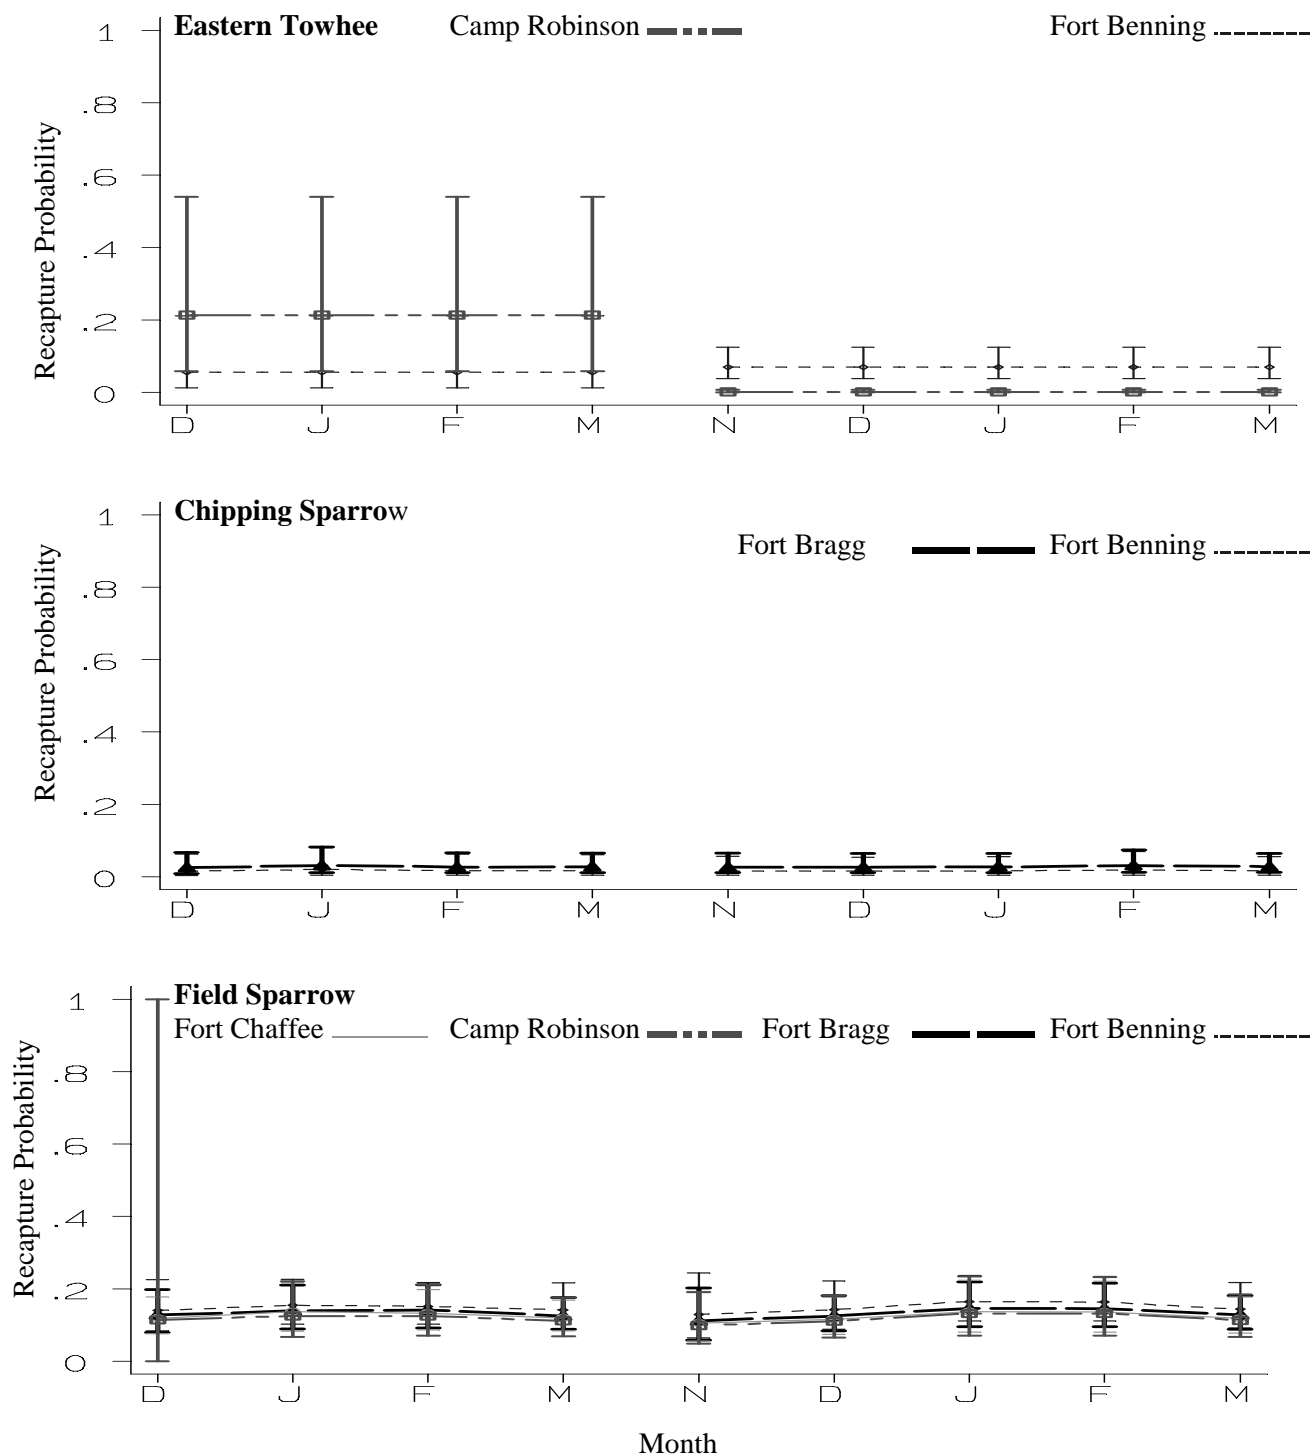 1 Eastern Towhee Camp Robinson Fort Benning
.8
.6
.4
.2
0
Recapture Probability
D J F M N D J F M
1 Chipping Sparrow
Fort Bragg Fort Benning
.8
.6
.4
.2
0
Recapture Probability
D J F M N D J F M
1 Field Sparrow
Fort Chaffee Camp Robinson Fort Bragg Fort Benning
.8
.6
.4
.2
0
Recapture Probability
D J F M N D J F M
Month